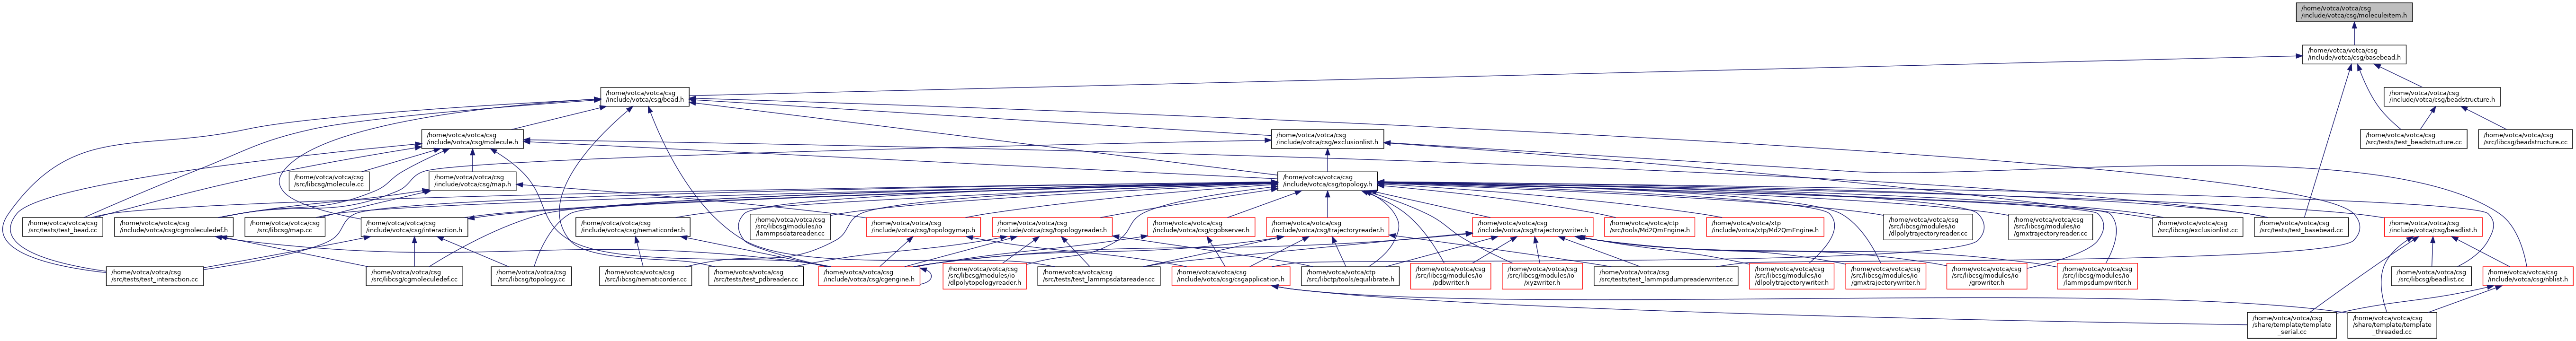 /home/votca/votca/csg
/include/votca/csg/moleculeitem.h
/home/votca/votca/csg
/include/votca/csg/basebead.h
/home/votca/votca/csg
/include/votca/csg/bead.h
/home/votca/votca/csg
/include/votca/csg/beadstructure.h
/home/votca/votca/csg
/include/votca/csg/molecule.h
/home/votca/votca/csg
/include/votca/csg/exclusionlist.h
/home/votca/votca/csg
/src/tests/test_beadstructure.cc
/home/votca/votca/csg
/src/libcsg/beadstructure.cc
/home/votca/votca/csg
/src/libcsg/molecule.cc
/home/votca/votca/csg
/include/votca/csg/map.h
/home/votca/votca/csg
/include/votca/csg/topology.h
/home/votca/votca/csg
/src/tests/test_bead.cc
/home/votca/votca/csg
/include/votca/csg/cgmoleculedef.h
/home/votca/votca/csg
/src/libcsg/map.cc
/home/votca/votca/csg
/include/votca/csg/interaction.h
/home/votca/votca/csg
/include/votca/csg/nematicorder.h
/home/votca/votca/csg
/src/libcsg/modules/io
/lammpsdatareader.cc
/home/votca/votca/csg
/include/votca/csg/topologymap.h
/home/votca/votca/csg
/include/votca/csg/topologyreader.h
/home/votca/votca/csg
/include/votca/csg/cgobserver.h
/home/votca/votca/csg
/include/votca/csg/trajectoryreader.h
/home/votca/votca/csg
/include/votca/csg/trajectorywriter.h
/home/votca/votca/ctp
/src/tools/Md2QmEngine.h
/home/votca/votca/xtp
/include/votca/xtp/Md2QmEngine.h
/home/votca/votca/csg
/src/libcsg/modules/io
/dlpolytrajectoryreader.cc
/home/votca/votca/csg
/src/libcsg/modules/io
/gmxtrajectoryreader.cc
/home/votca/votca/csg
/src/libcsg/exclusionlist.cc
/home/votca/votca/csg
/src/tests/test_basebead.cc
/home/votca/votca/csg
/include/votca/csg/beadlist.h
/home/votca/votca/csg
/src/tests/test_interaction.cc
/home/votca/votca/csg
/src/libcsg/cgmoleculedef.cc
/home/votca/votca/csg
/src/libcsg/topology.cc
/home/votca/votca/csg
/src/libcsg/nematicorder.cc
/home/votca/votca/csg
/src/tests/test_pdbreader.cc
/home/votca/votca/csg
/include/votca/csg/cgengine.h
/home/votca/votca/csg
/src/libcsg/modules/io
/dlpolytopologyreader.h
/home/votca/votca/csg
/src/tests/test_lammpsdatareader.cc
/home/votca/votca/csg
/include/votca/csg/csgapplication.h
/home/votca/votca/ctp
/src/libctp/tools/equilibrate.h
/home/votca/votca/csg
/src/libcsg/modules/io
/pdbwriter.h
/home/votca/votca/csg
/src/libcsg/modules/io
/xyzwriter.h
/home/votca/votca/csg
/src/tests/test_lammpsdumpreaderwriter.cc
/home/votca/votca/csg
/src/libcsg/modules/io
/dlpolytrajectorywriter.h
/home/votca/votca/csg
/src/libcsg/modules/io
/gmxtrajectorywriter.h
/home/votca/votca/csg
/src/libcsg/modules/io
/growriter.h
/home/votca/votca/csg
/src/libcsg/modules/io
/lammpsdumpwriter.h
/home/votca/votca/csg
/src/libcsg/beadlist.cc
/home/votca/votca/csg
/include/votca/csg/nblist.h
/home/votca/votca/csg
/share/template/template
_serial.cc
/home/votca/votca/csg
/share/template/template
_threaded.cc